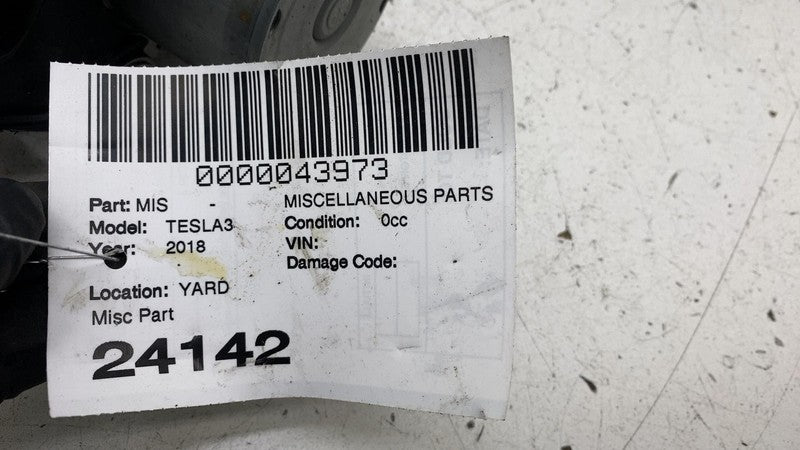 0000043973
Part: MIS - MISCELLANEOUS PARTS
Model: TESLA3 Condition: 0cc
Year: 2018 VIN:
Damage Code:
Location: YARD
Misc Part
24142